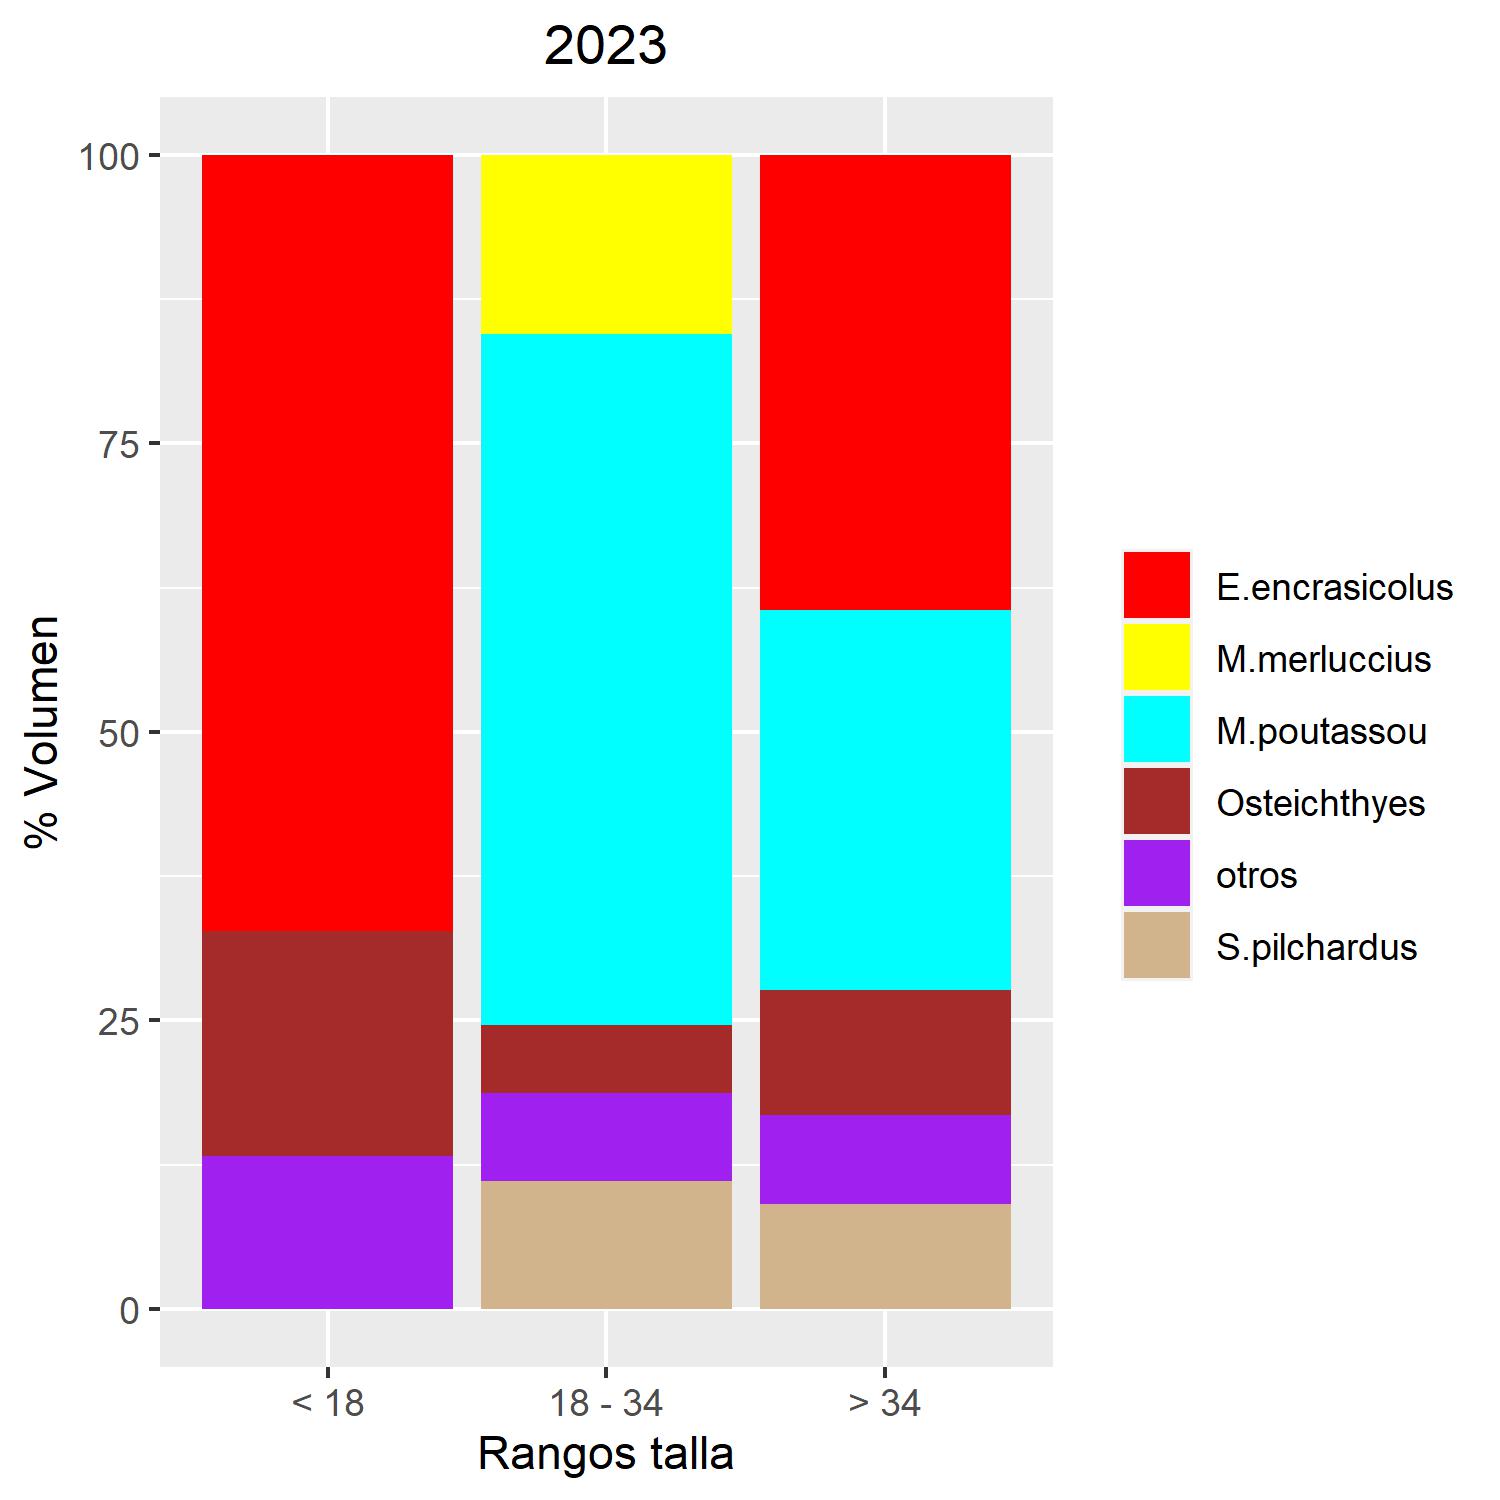 2023
% Volumen
100
75
50
25
0
< 18
18 - 34
> 34
Rangos talla
E.encrasicolus
M.merluccius
M.poutassou
Osteichthyes
otros
S.pilchardus